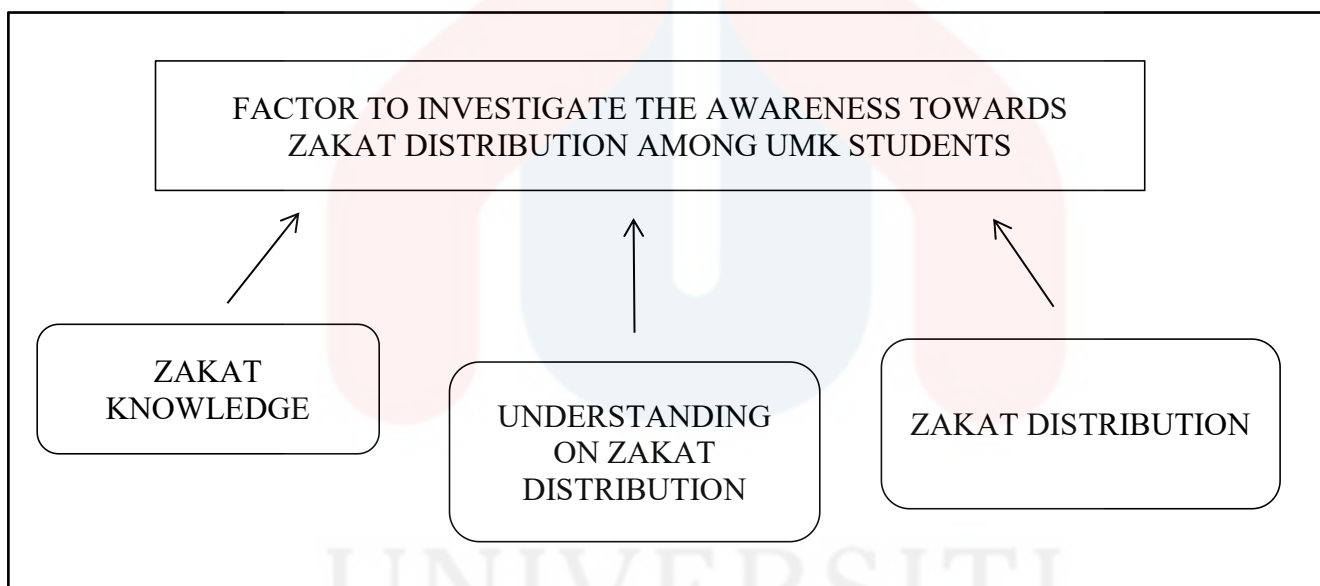 FACTOR TO INVESTIGATE THE AWARENESS TOWARDS
ZAKAT DISTRIBUTION AMONG UMK STUDENTS
ZAKAT
KNOWLEDGE
UNDERSTANDING
ON ZAKAT
DISTRIBUTION
ZAKAT DISTRIBUTION
UNIVERSITI